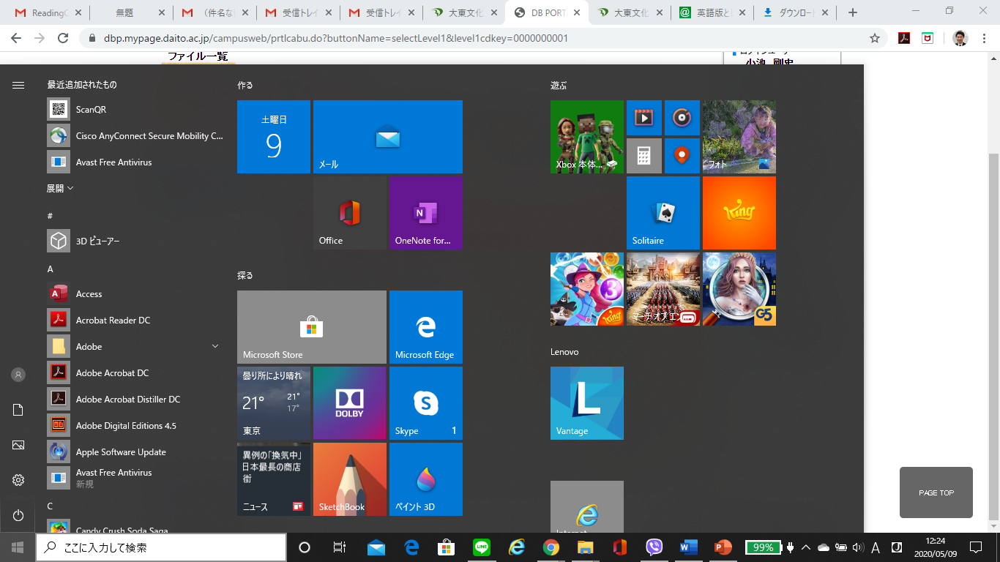 ReadingC
無題
（件名な
受信トレイ
受信トレイ
大東文化
DB PORT
大東文化
英語版と
ダウンロード
dbp.mypage.daito.ac.jp/campusweb/prtlcabu.do?buttonName=selectLevel1&level1cdkey=0000000001
ファイル一覧
小池 剛史
最近追加されたもの
ScanQR
Cisco AnyConnect Secure Mobility C...
Avast Free Antivirus
展開
#
3D ビューアー
A
Access
Acrobat Reader DC
Adobe
Adobe Acrobat DC
Adobe Acrobat Distiller DC
Adobe Digital Editions 4.5
Apple Software Update
Avast Free Antivirus
新規
C
Candy Crush Soda Saga
作る
土曜日
9
メール
Office
OneNote for...
探る
Microsoft Store
Microsoft Edge
曇り所により晴れ
21°
21°
17°
東京
DOLBY
Skype
1
異例の「換気中」
日本最長の商店
街
ニュース
SketchBook
ペイント 3D
遊ぶ
Xbox 本体...
フォト
Solitaire
King
3
King
マーチ オブ エン
G5
Lenovo
L
Vantage
Internet
PAGE TOP
ここに入力して検索
LINE
99%
A
12:24
2020/05/09